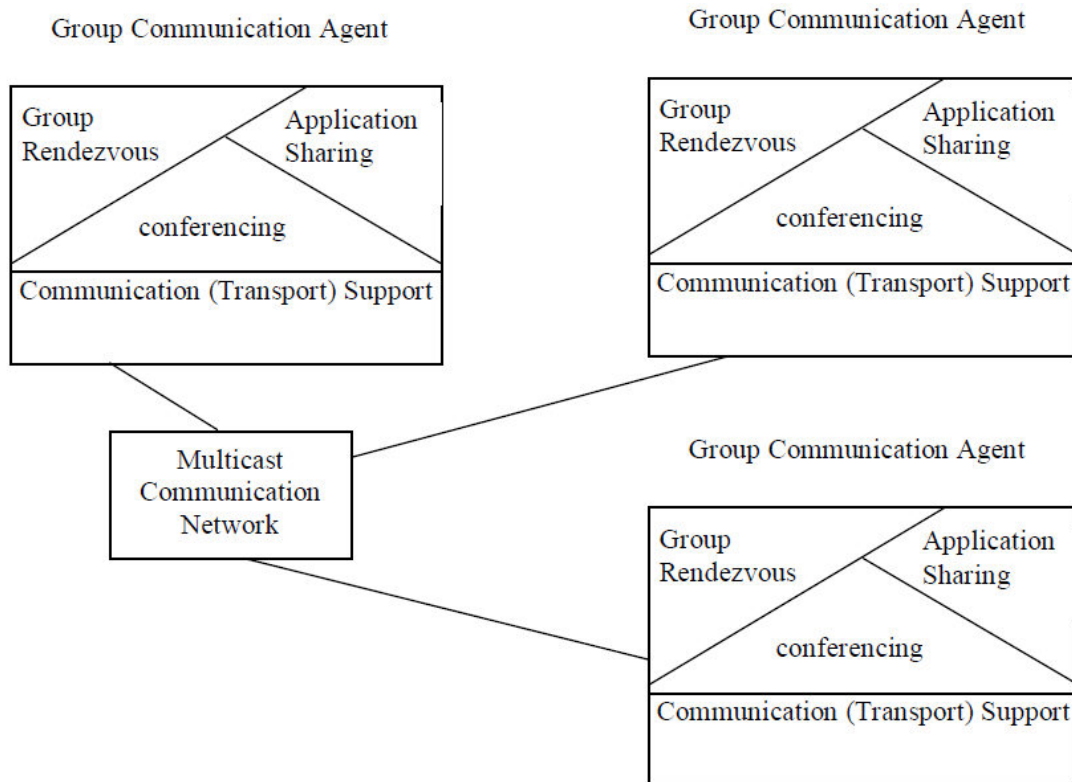 Group Communication Agent
Group
Rendezvous
Application
Sharing
conferencing
Communication (Transport) Support
Group Communication Agent
Group
Rendezvous
Application
Sharing
conferencing
Communication (Transport) Support
Multicast
Communication
Network
Group Communication Agent
Group
Rendezvous
Application
Sharing
conferencing
Communication (Transport) Support